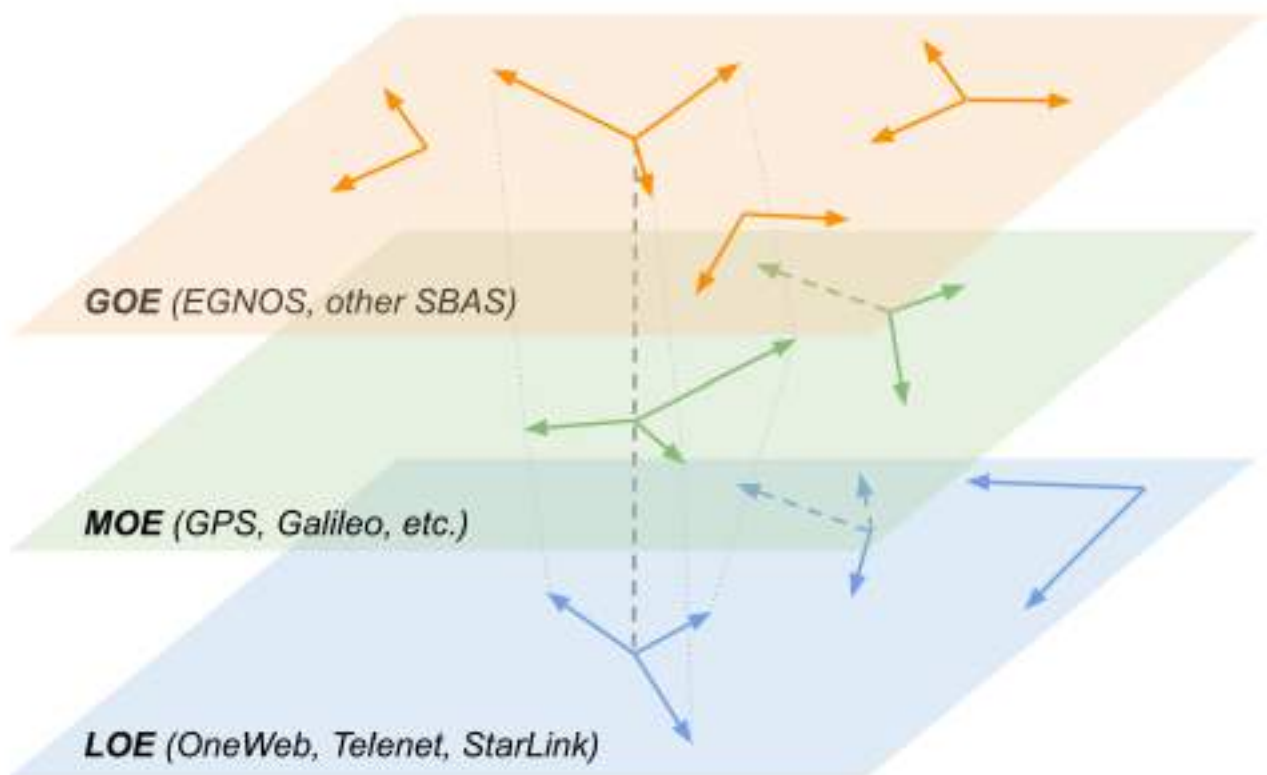 GOE (EGNOS, other SBAS)
MOE (GPS, Galileo, etc.)
LOE (OneWeb, Telenet, StarLink)